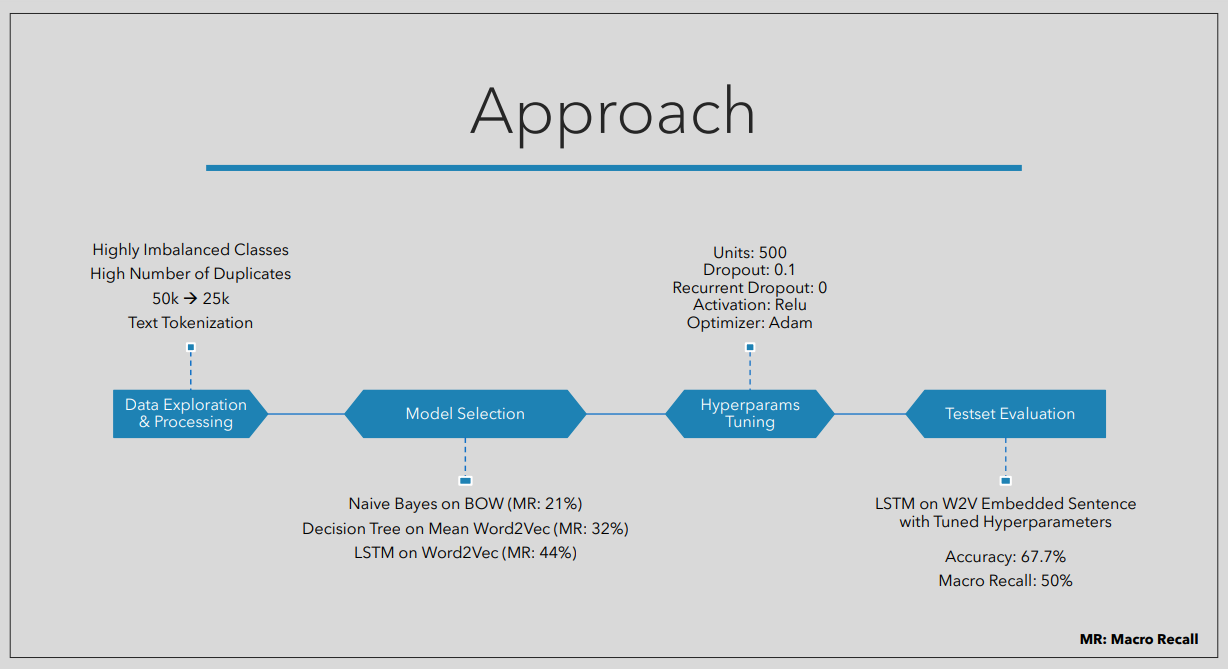 Approach
Highly Imbalanced Classes
High Number of Duplicates
50k → 25k
Text Tokenization
Units: 500
Dropout: 0.1
Recurrent Dropout: 0
Activation: Relu
Optimizer: Adam
Data Exploration
& Processing
Model Selection
Hyperparams
Tuning
Testset Evaluation
Naive Bayes on BOW (MR: 21%)
Decision Tree on Mean Word2Vec (MR: 32%)
LSTM on Word2Vec (MR: 44%)
LSTM on W2V Embedded Sentence
with Tuned Hyperparameters
Accuracy: 67.7%
Macro Recall: 50%
MR: Macro Recall